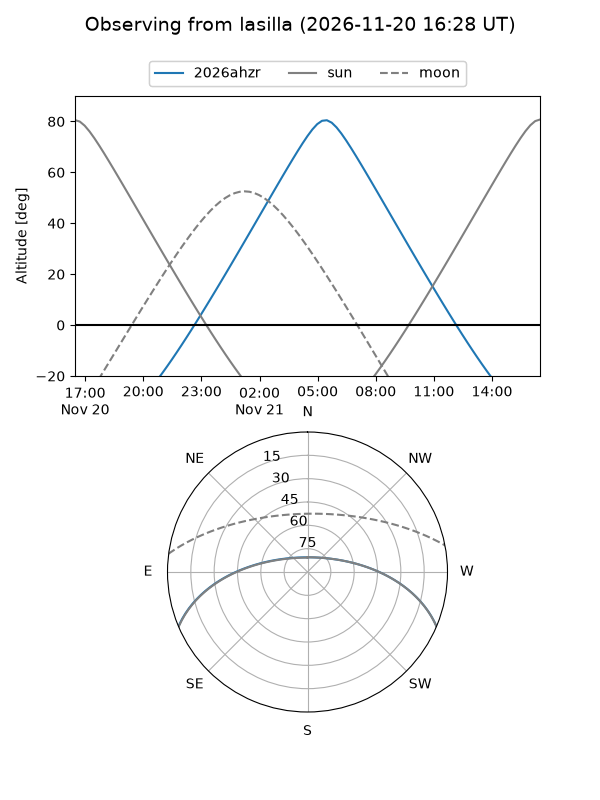 Observing from lasilla (2026-11-20 16:28 UT)
2026ahzr sun moon
Altitude [deg]
80
60
40
20
0
−20
17:00 20:00 23:00 02:00 05:00 08:00 11:00 14:00
Nov 20 Nov 21
N
NE NW
15
30
45
60
75
E W
SE SW
S